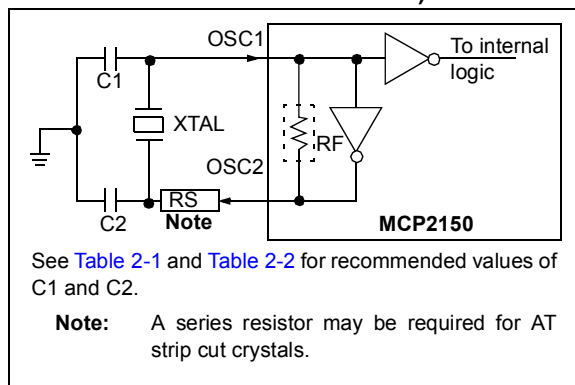 OSC1
To internal
logic
C1
XTAL
RF
OSC2
RS
C2
Note
MCP2150
See Table 2-1 and Table 2-2 for recommended values of
C1 and C2.
Note: A series resistor may be required for AT
strip cut crystals.